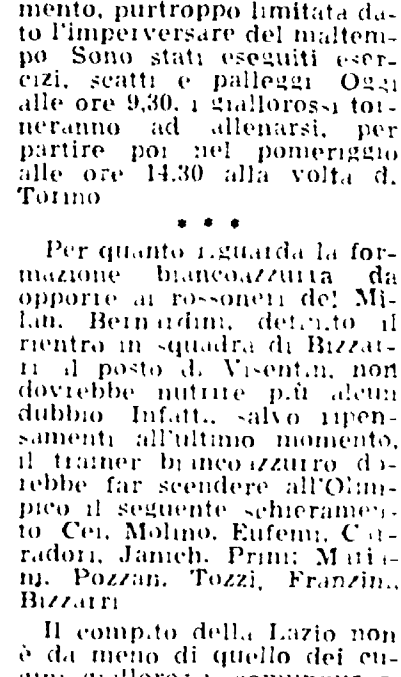 mento, purtroppo limitata da-
to l'imperversare del maltem-
po Sono stati eseguiti eser-
cizi, scatti e palleggi Oggi
alle ore 9,30, i giallorossi tor-
neranno ad allenarsi, per
partire poi nel pomeriggio
alle ore 14.30 alla volta di
Torino
* * *
Per quanto riguarda la for-
mazione biancoazzurra da
opporre ai rossoneri del Mi-
lan, Bernardini, deciso il
rientro in squadra di Bizzar-
ri al posto di Visentin, non
dovrebbe nutrire più alcun
dubbio Infatti, salvo ripen-
samenti all'ultimo momento,
il trainer biancoazzurro do-
rebbe far scendere all'Olim-
pico il seguente schieramen-
to Cei, Molino, Eufemi, Car-
radori, Janich, Prini; Maria-
ni, Pozzan, Tozzi, Franzini,
Bizzarri
Il compito della Lazio non
è da meno di quello dei cu-